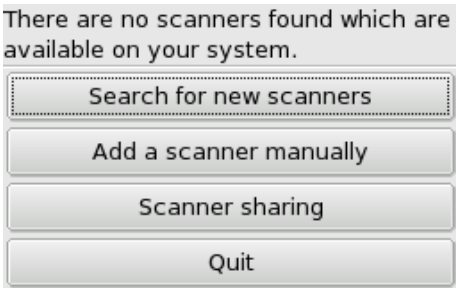 There are no scanners found which are
available on your system.
Search for new scanners
Add a scanner manually
Scanner sharing
Quit